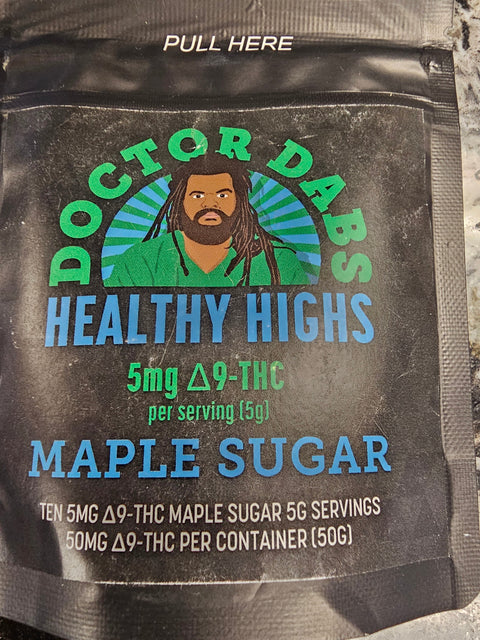 PULL HERE
DOCTOR DABS
HEALTHY HIGHS
5mg Δ9-THC
per serving (5g)
MAPLE SUGAR
TEN 5MG Δ9-THC MAPLE SUGAR 5G SERVINGS
50MG Δ9-THC PER CONTAINER (50G)